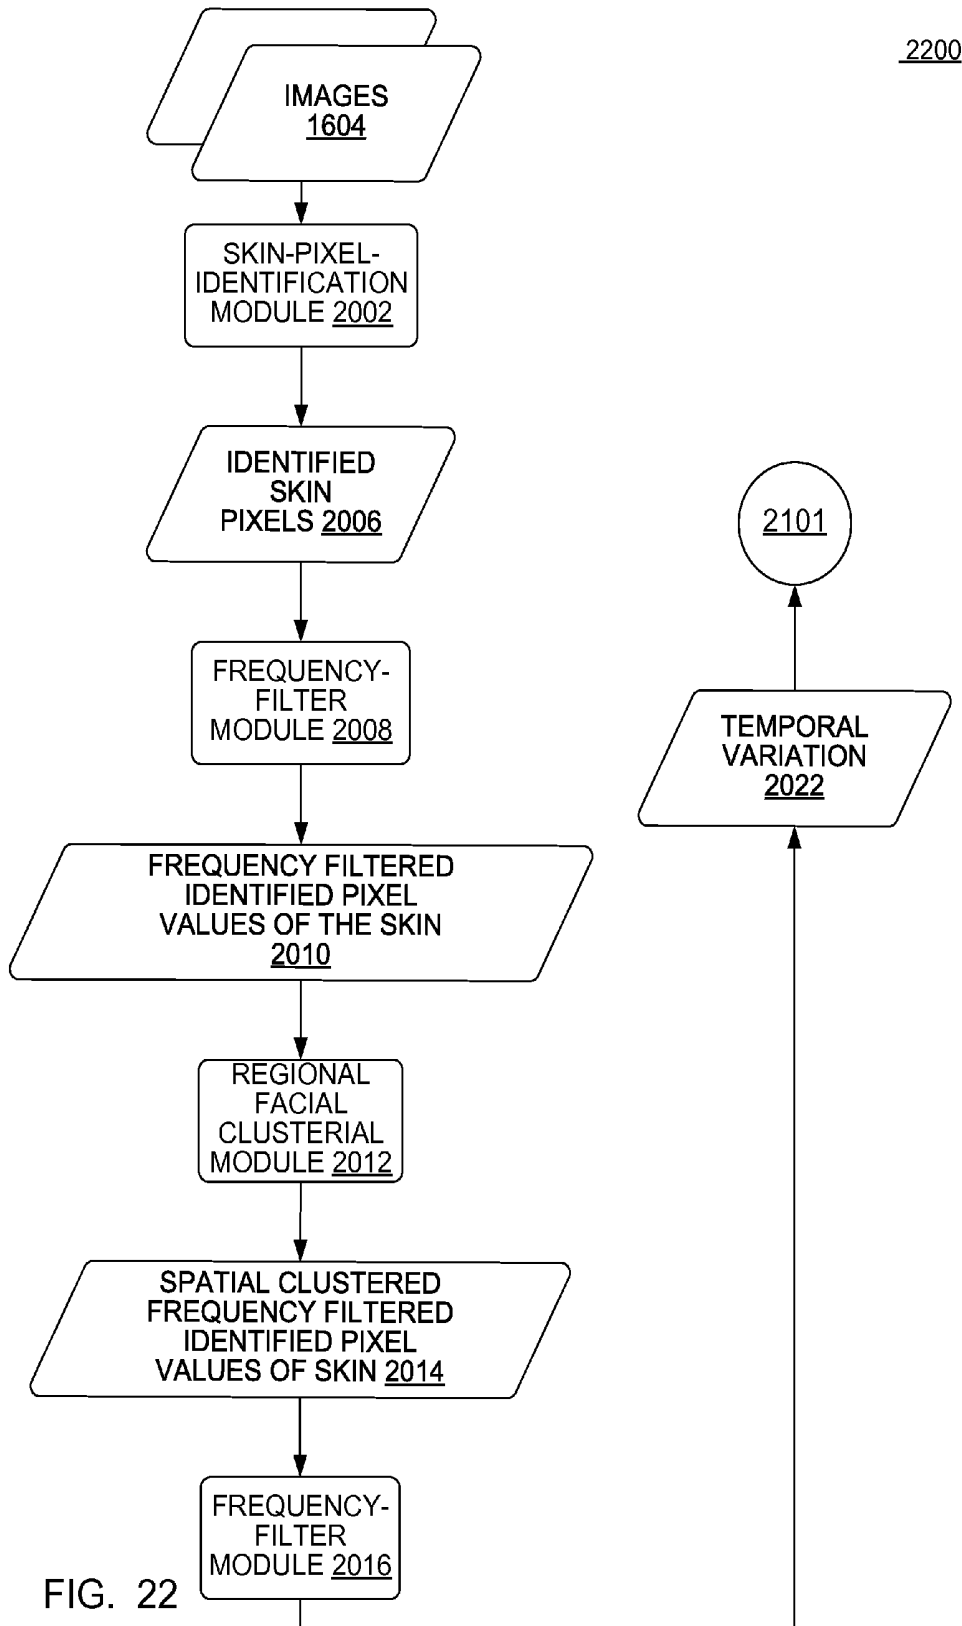 2200
IMAGES
1604
SKIN-PIXEL-
IDENTIFICATION
MODULE 2002
IDENTIFIED
SKIN
PIXELS 2006
FREQUENCY-
FILTER
MODULE 2008
FREQUENCY FILTERED
IDENTIFIED PIXEL
VALUES OF THE SKIN
2010
REGIONAL
FACIAL
CLUSTERIAL
MODULE 2012
SPATIAL CLUSTERED
FREQUENCY FILTERED
IDENTIFIED PIXEL
VALUES OF SKIN 2014
FREQUENCY-
FILTER
MODULE 2016
2101
TEMPORAL
VARIATION
2022
FIG. 22